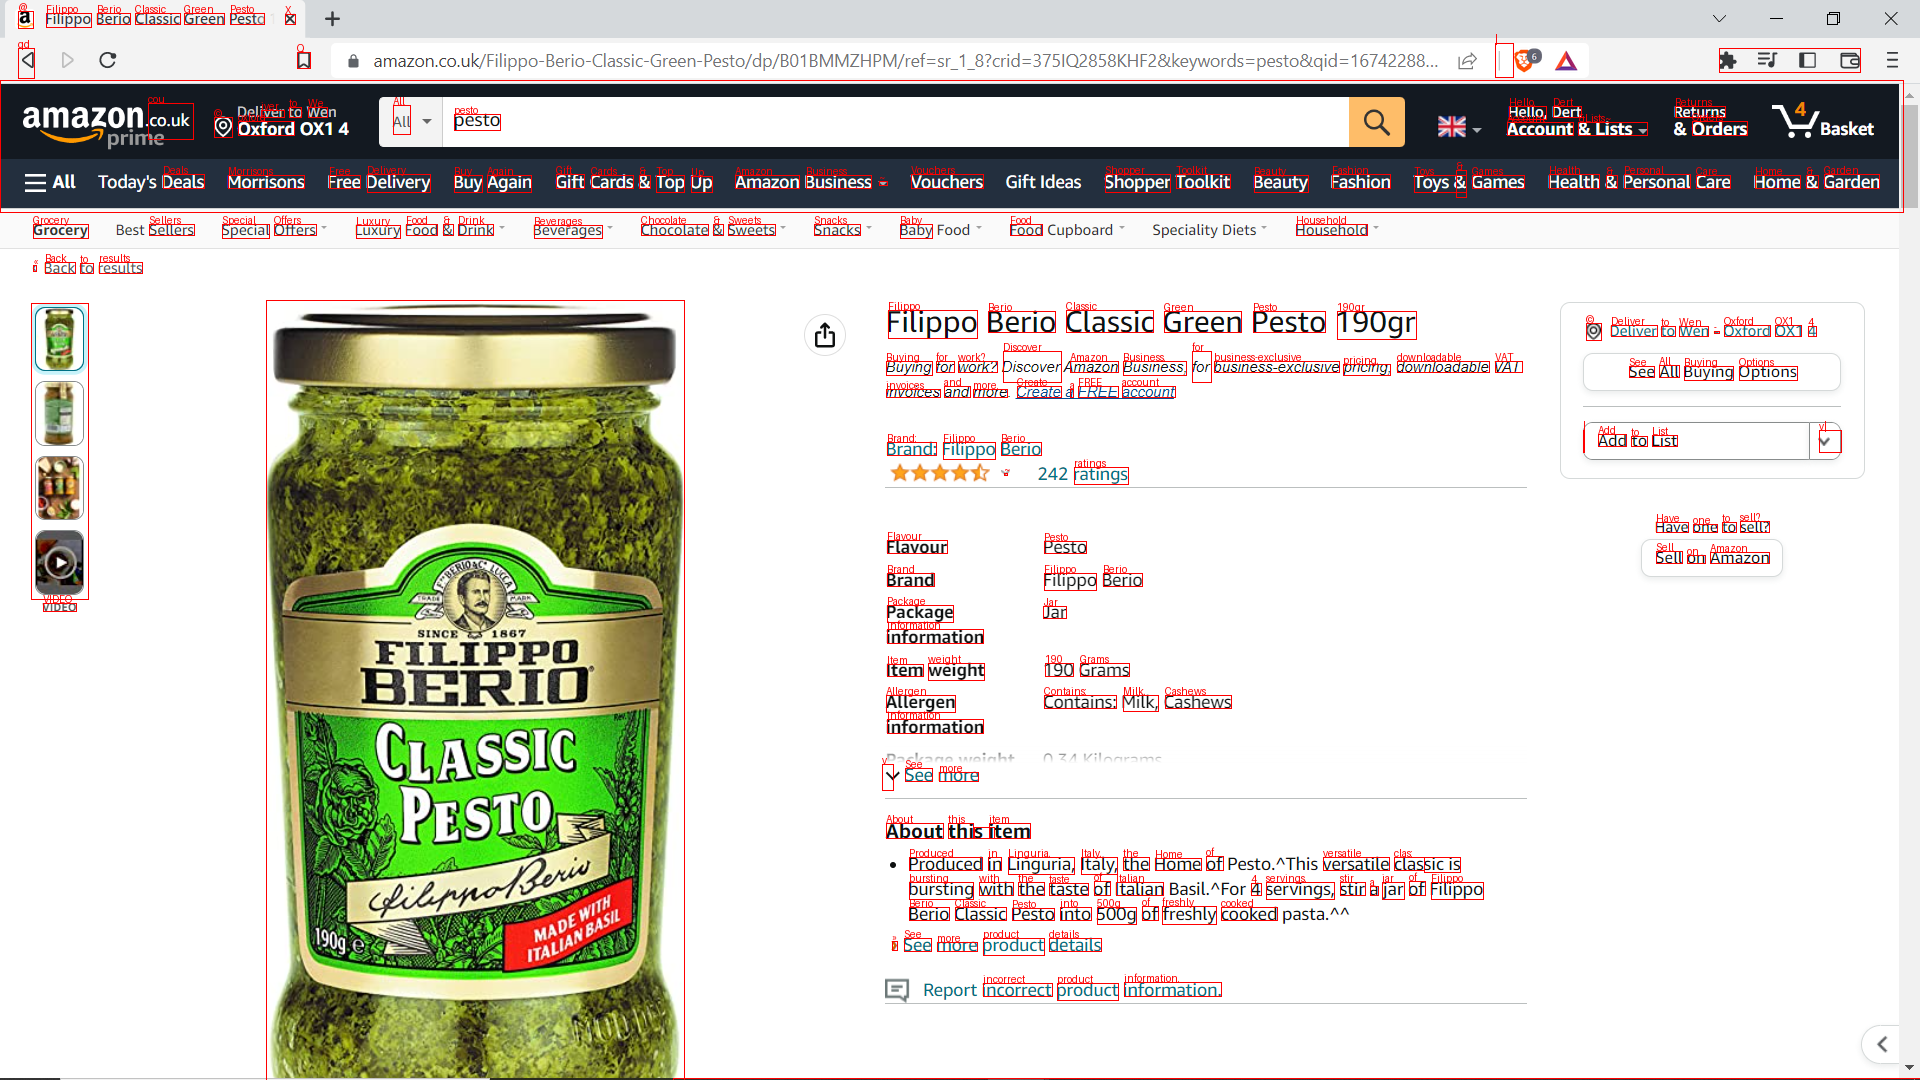 Filippo Berio Classic Green Pesto
amazon.co.uk/Filippo-Berio-Classic-Green-Pesto/dp/B01BMMZHPM/ref=sr_1_8?crid=375IQ2858KHF2&keywords=pesto&qid=16742288...
6
amazon.co.uk
prime
Deliver to Wen
Oxford OX1 4
All
pesto
Hello, Dert
Account & Lists
Returns
& Orders
4
Basket
All Today's Deals Morrisons Free Delivery Buy Again Gift Cards & Top Up Amazon Business Vouchers Gift Ideas Shopper Toolkit Beauty Fashion Toys & Games Health & Personal Care Home & Garden
Grocery Best Sellers Special Offers Luxury Food & Drink Beverages Chocolate & Sweets Snacks Baby Food Food Cupboard Speciality Diets Household
Back to results
VIDEO
F. BERIO & C. LUCCA
TRADE MARK
SINCE 1867
FILIPPO
BERIO
CLASSIC
PESTO
Filippo Berio
MADE WITH
ITALIAN BASIL
190g e
Filippo Berio Classic Green Pesto 190gr
Buying for work? Discover Amazon Business, for business-exclusive pricing, downloadable VAT
invoices and more. Create a FREE account
Brand: Filippo Berio
242 ratings
Flavour Pesto
Brand Filippo Berio
Package Jar
information
Item weight 190 Grams
Allergen Contains: Milk, Cashews
information
Package weight 0.34 Kilograms
See more
About this item
• Produced in Linguria, Italy, the Home of Pesto.^This versatile classic is
bursting with the taste of Italian Basil.^For 4 servings, stir a jar of Filippo
Berio Classic Pesto into 500g of freshly cooked pasta.^^
» See more product details
Report incorrect product information.
Deliver to Wen - Oxford OX1 4
See All Buying Options
Add to List
Have one to sell?
Sell on Amazon